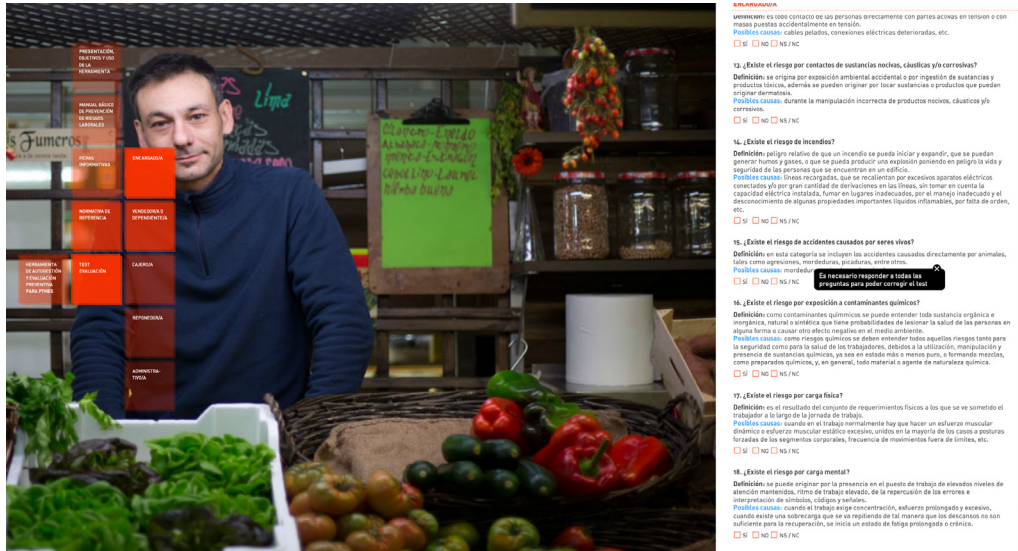 PRESENTACIÓN,
OBJETIVOS Y USO
DE LA
HERRAMIENTA
MANUAL BÁSICO
DE PREVENCIÓN
DE RIESGOS
LABORALES
FICHAS
INFORMATIVAS
ENCARGADO/A
NORMATIVA DE
REFERENCIA
VENDEDOR/A O
DEPENDIENTE/A
HERRAMIENTA
DE AUTOGESTIÓN
Y EVALUACIÓN
PREVENTIVA
PARA PYMES
TEST
EVALUACIÓN
CAJERO/A
REPONEDOR/A
ADMINISTRA-
TIVO/A
Fumeros
Lima
hierba buena
ENCARGADO/A
Definición: es todo contacto de las personas directamente con partes activas en tensión o con
masas puestas accidentalmente en tensión.
Posibles causas: cables pelados, conexiones eléctricas deterioradas, etc.
SÍ NO NS / NC
13. ¿Existe el riesgo por contactos de sustancias nocivas, cáusticas y/o corrosivas?
Definición: se origina por exposición ambiental accidental o por ingestión de sustancias y
productos tóxicos, además se pueden originar por tocar sustancias o productos que puedan
originar dermatosis.
Posibles causas: durante la manipulación incorrecta de productos nocivos, cáusticos y/o
corrosivos.
SÍ NO NS / NC
14. ¿Existe el riesgo de incendios?
Definición: peligro relativo de que un incendio se pueda iniciar y expandir, que se puedan
generar humos y gases, o que se pueda producir una explosión poniendo en peligro la vida y
seguridad de las personas que se encuentran en un edificio.
Posibles causas: líneas recargadas, que se recalientan por excesivos aparatos eléctricos
conectados y/o por gran cantidad de derivaciones en las líneas, sin tomar en cuenta la
capacidad eléctrica instalada, fumar en lugares inadecuados, por el manejo inadecuado y el
desconocimiento de algunas propiedades importantes líquidos inflamables, por falta de orden,
etc.
SÍ NO NS / NC
15. ¿Existe el riesgo de accidentes causados por seres vivos?
Definición: en esta categoría se incluyen los accidentes causados directamente por animales,
tales como agresiones, mordeduras, picaduras, entre otros.
Posibles causas:
SÍ NO NS / NC
Es necesario responder a todas las
preguntas para poder corregir el test
16. ¿Existe el riesgo por exposición a contaminantes químicos?
Definición: como contaminantes químmicos se puede entender toda sustancia orgánica e
inorgánica, natural o sintética que tiene probabilidades de lesionar la salud de las personas en
alguna forma o causar otro efecto negativo en el medio ambiente.
Posibles causas: como riesgos químicos se deben entender todos aquellos riesgos tanto para
la seguridad como para la salud de los trabajadores, debidos a la utilización, manipulación y
presencia de sustancias químicas, ya sea en estado más o menos puro, o formando mezclas,
como preparados químicos, y, en general, todo material o agente de naturaleza química.
SÍ NO NS / NC
17. ¿Existe el riesgo por carga física?
Definición: es el resultado del conjunto de requerimientos físicos a los que se ve sometido el
trabajador a lo largo de la jornada de trabajo.
Posibles causas: cuando en el trabajo normalmente hay que hacer un esfuerzo muscular
dinámico o esfuerzo muscular estático excesivo, unidos en la mayoría de los casos a posturas
forzadas de los segmentos corporales, frecuencia de movimientos fuera de límites, etc.
SÍ NO NS / NC
18. ¿Existe el riesgo por carga mental?
Definición: se puede originar por la presencia en el puesto de trabajo de elevados niveles de
atención mantenidos, ritmo de trabajo elevado, de la repercusión de los errores e
interpretación de símbolos, códigos y señales.
Posibles causas: cuando el trabajo exige concentración, esfuerzo prolongado y excesivo,
cuando existe una sobrecarga que se va repitiendo de tal manera que los descansos no san
suficiente para la recuperación, se inicia un estado de fatiga prolongada o crónica.
SÍ NO NS / NC